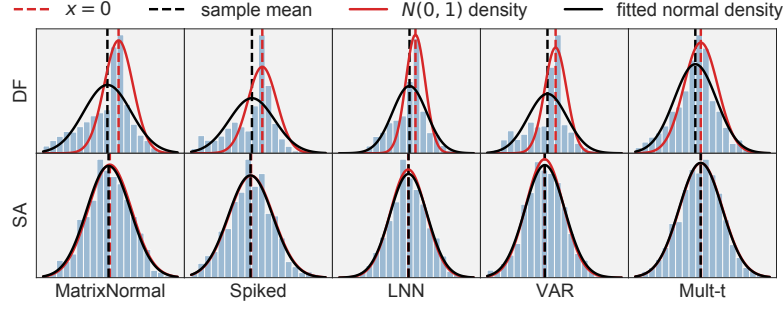 x = 0 sample mean N(0, 1) density fitted normal density
DF
SA
MatrixNormal Spiked LNN VAR Mult-t